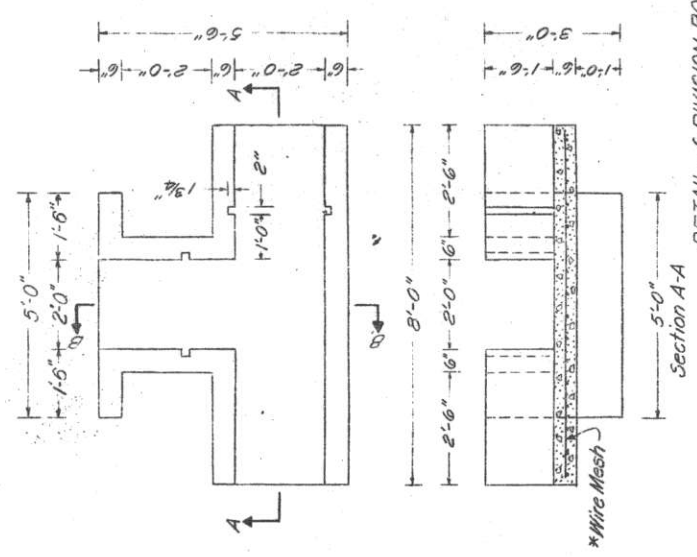 5'-6"
6" 2'-0" 6" 2'-0" 6"
A
5'-0"
1'-6" 2'-0" 1'-6"
B
1 3/4"
2"
1'-0"
B
A
8'-0"
2'-6" 6" 2'-0" 6" 2'-6"
3'-0"
1'-6" 6" 1'-0"
*Wire Mesh
5'-0"
Section A-A
DETAIL of DIVISION BO